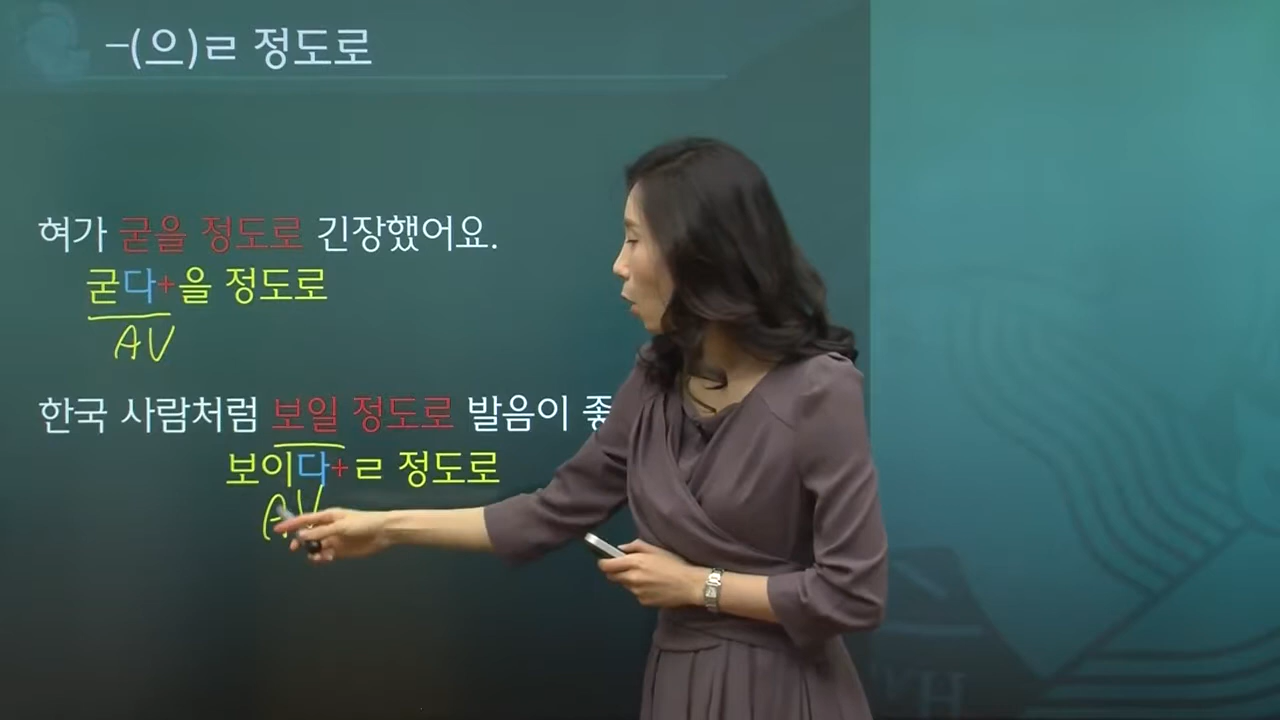 -(으)ㄹ 정도로
혀가 굳을 정도로 긴장했어요.
굳다+을 정도로
AV
한국 사람처럼 보일 정도로 발음이 좋
보이다+ㄹ 정도로
AV